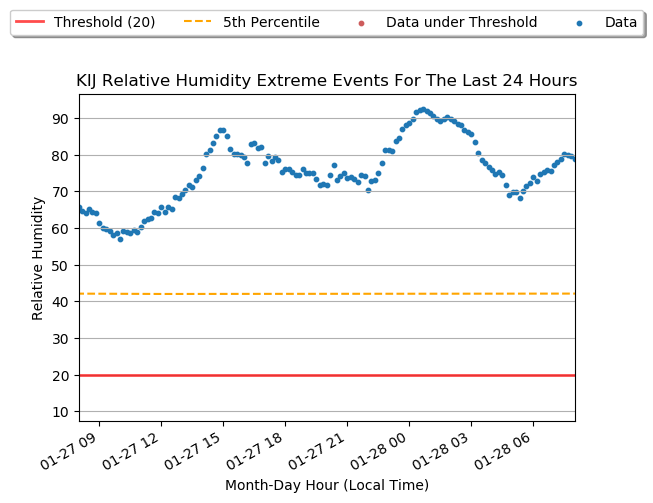 Threshold (20) 5th Percentile Data under Threshold Data
KIJ Relative Humidity Extreme Events For The Last 24 Hours
90
80
70
60
50
40
30
20
10
Relative Humidity
01-27 09 01-27 12 01-27 15 01-27 18 01-27 21 01-28 00 01-28 03 01-28 06
Month-Day Hour (Local Time)